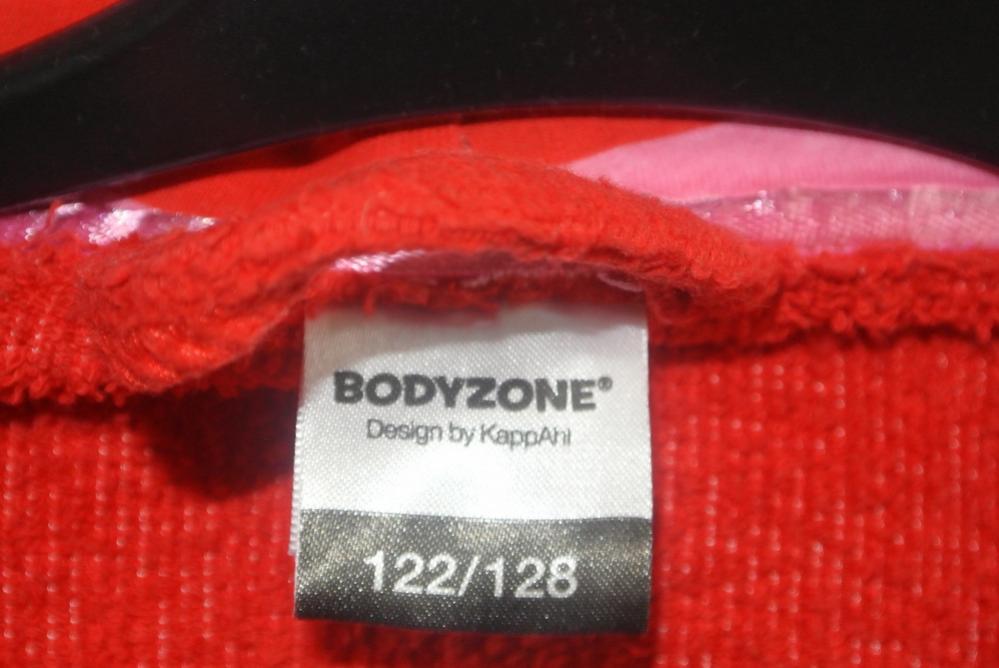 BODYZONE®
Design by KappAhl
122/128